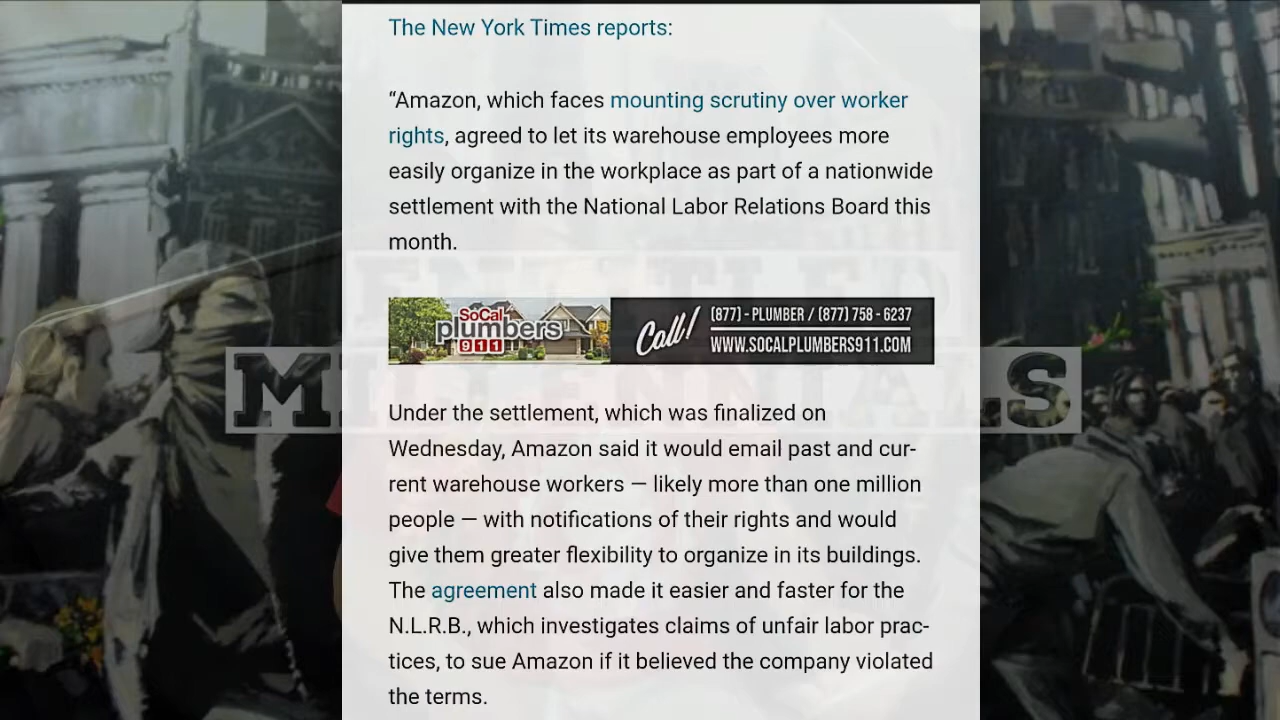 The New York Times reports:
“Amazon, which faces mounting scrutiny over worker
rights, agreed to let its warehouse employees more
easily organize in the workplace as part of a nationwide
settlement with the National Labor Relations Board this
month.
ENTITLED
SoCal
plumbers
911
Call!
(877) - PLUMBER / (877) 758 - 6237
WWW.SOCALPLUMBERS911.COM
MILLENNIALS
Under the settlement, which was finalized on
Wednesday, Amazon said it would email past and cur-
rent warehouse workers — likely more than one million
people — with notifications of their rights and would
give them greater flexibility to organize in its buildings.
The agreement also made it easier and faster for the
N.L.R.B., which investigates claims of unfair labor prac-
tices, to sue Amazon if it believed the company violated
the terms.